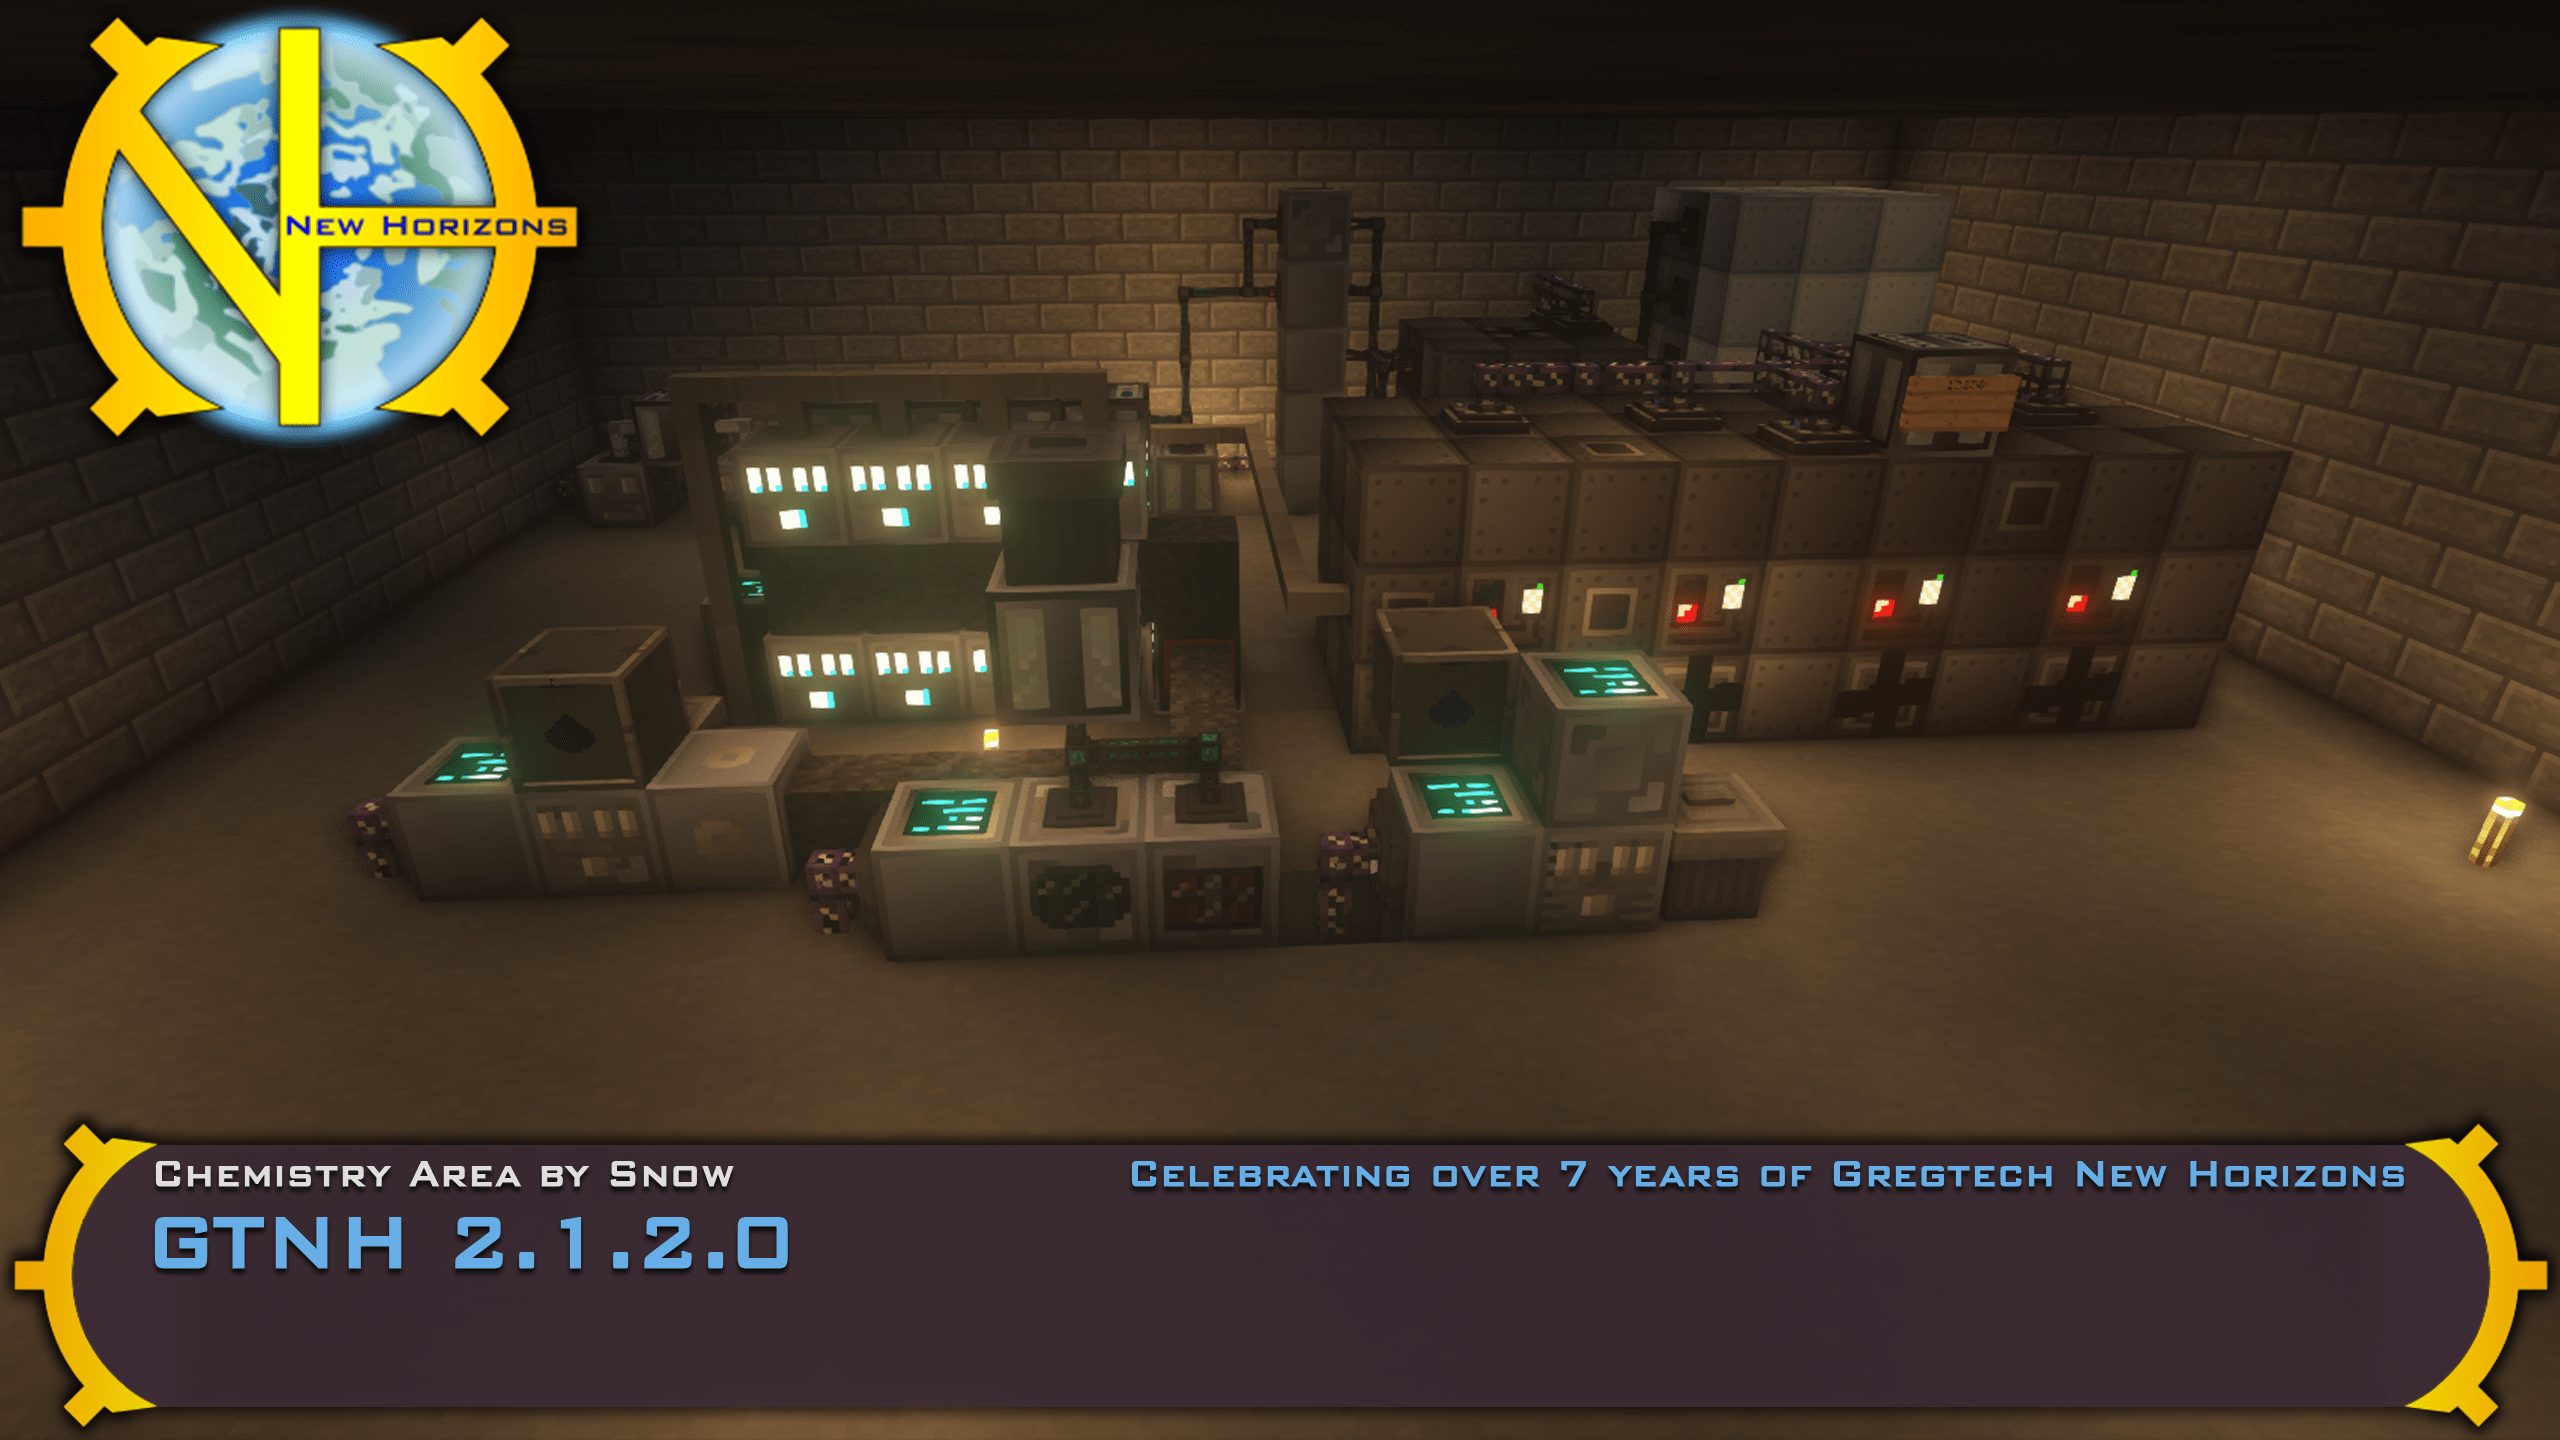 New Horizons
Chemistry Area by Snow
Celebrating over 7 years of Gregtech New Horizons
GTNH 2.1.2.0